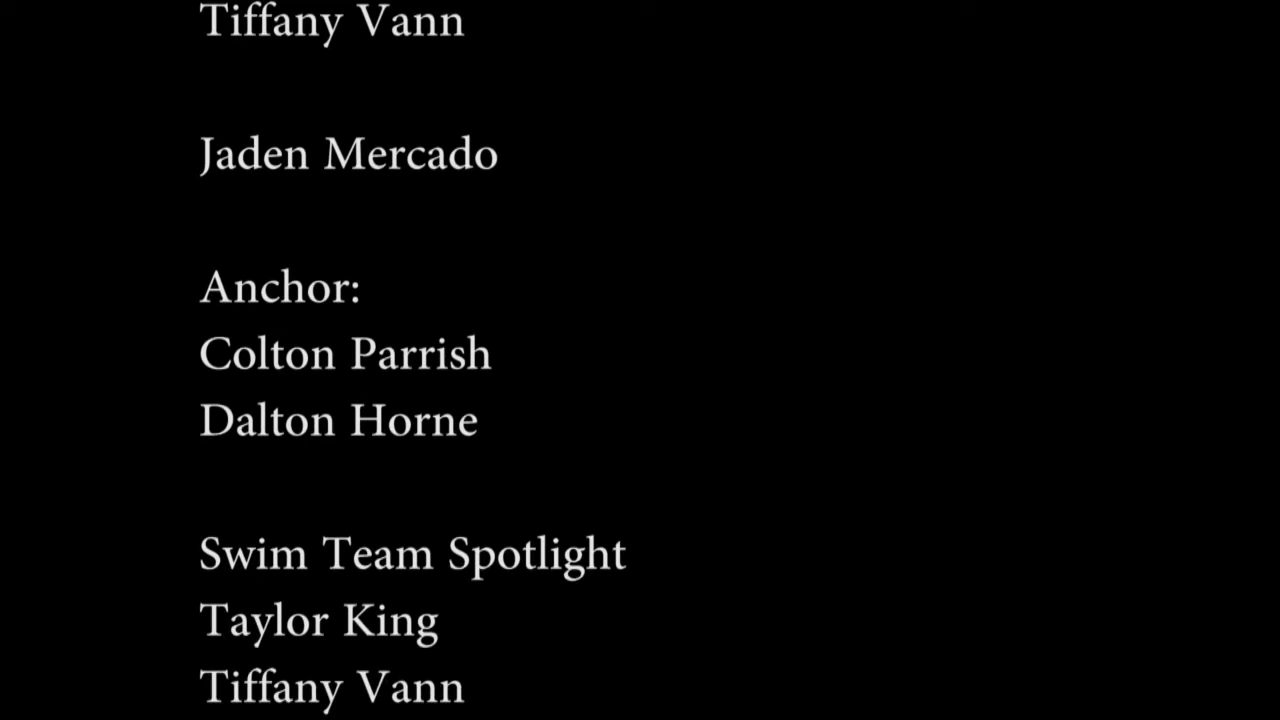 Tiffany Vann
Jaden Mercado
Anchor:
Colton Parrish
Dalton Horne
Swim Team Spotlight
Taylor King
Tiffany Vann